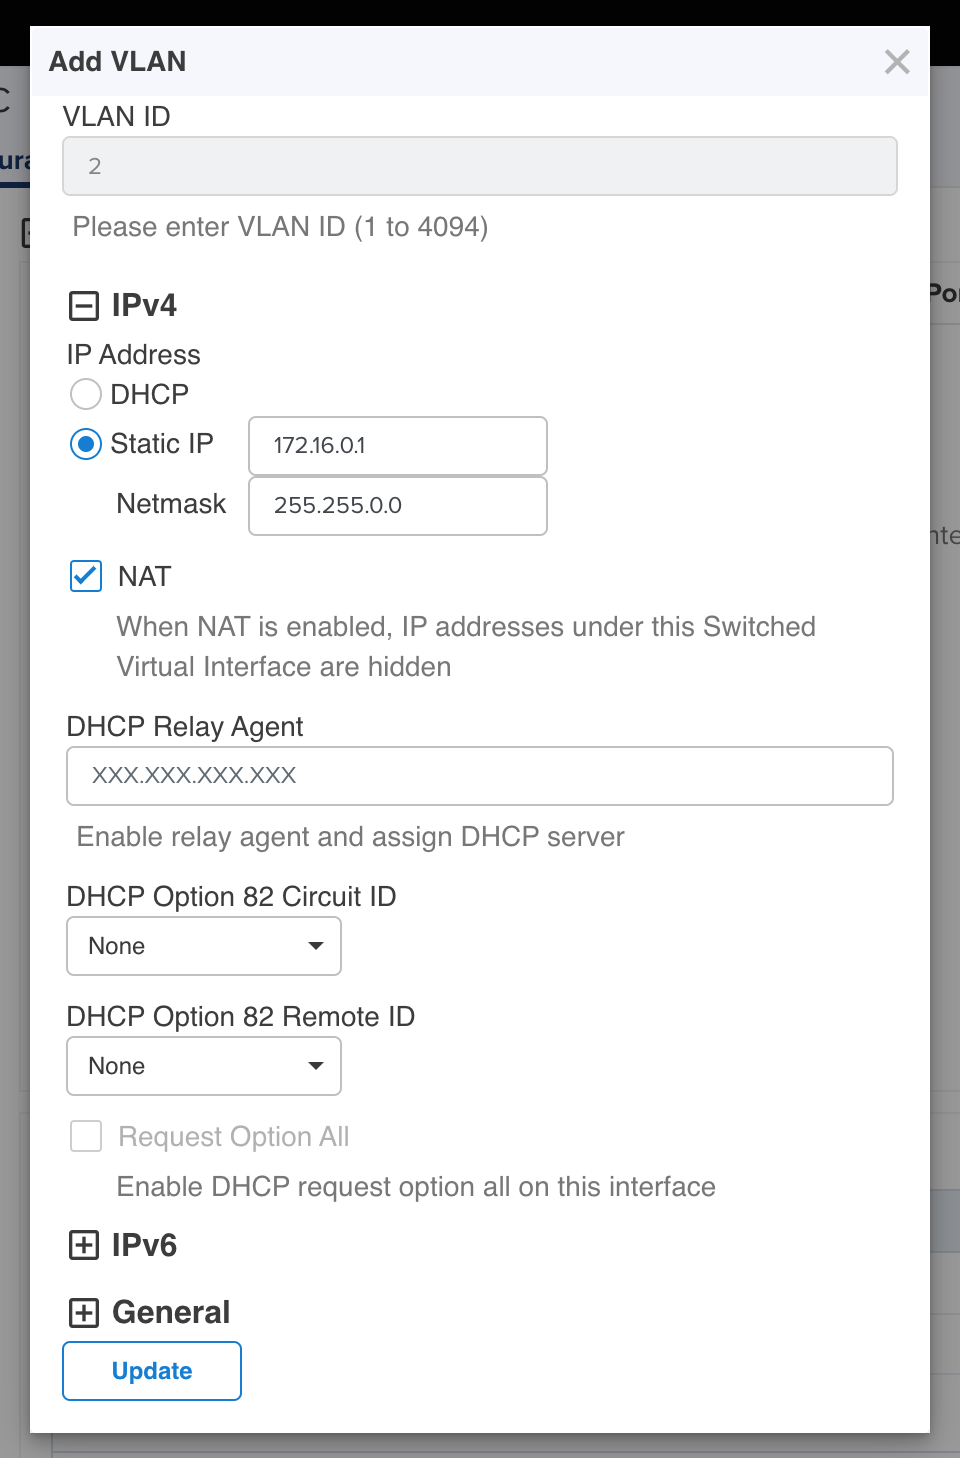 Add VLAN
VLAN ID
2
Please enter VLAN ID (1 to 4094)
IPv4
IP Address
DHCP
Static IP 172.16.0.1
Netmask 255.255.0.0
NAT
When NAT is enabled, IP addresses under this Switched
Virtual Interface are hidden
DHCP Relay Agent
XXX.XXX.XXX.XXX
Enable relay agent and assign DHCP server
DHCP Option 82 Circuit ID
None
DHCP Option 82 Remote ID
None
Request Option All
Enable DHCP request option all on this interface
IPv6
General
Update